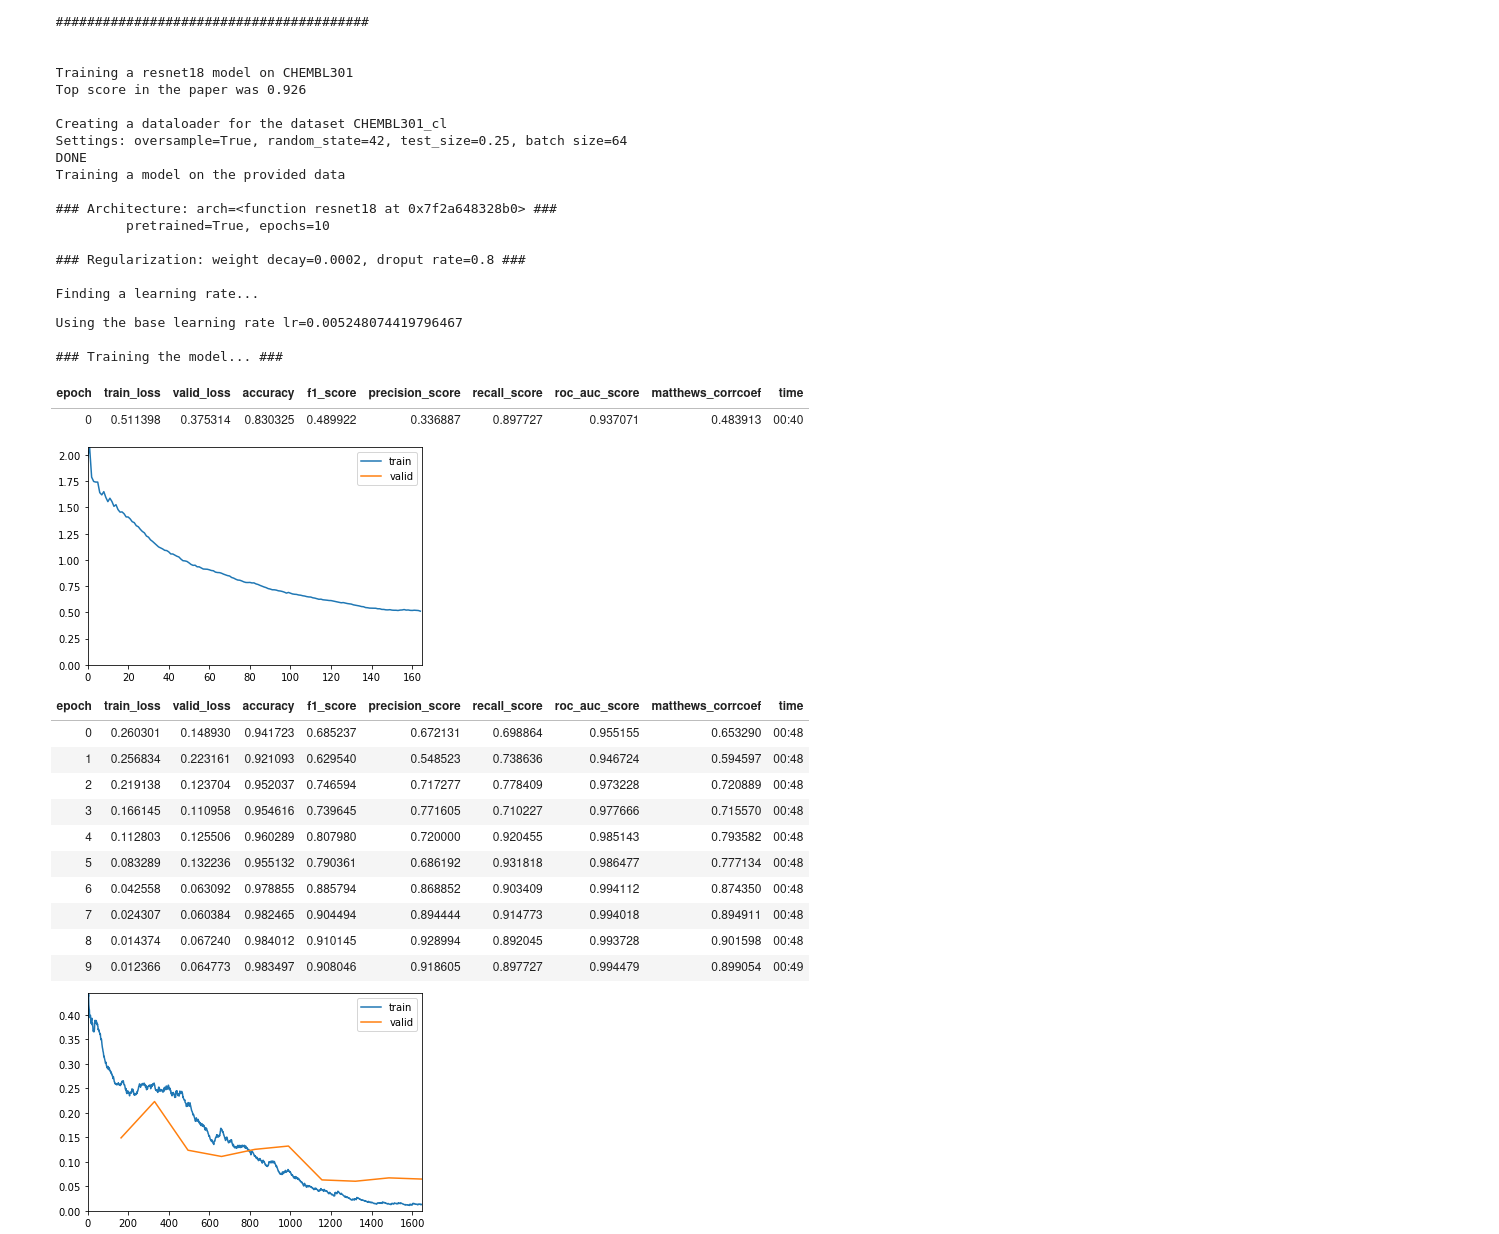 ########################################
Training a resnet18 model on CHEMBL301
Top score in the paper was 0.926
Creating a dataloader for the dataset CHEMBL301_cl
Settings: oversample=True, random_state=42, test_size=0.25, batch size=64
DONE
Training a model on the provided data
### Architecture: arch=<function resnet18 at 0x7f2a648328b0> ###
pretrained=True, epochs=10
### Regularization: weight decay=0.0002, droput rate=0.8 ###
Finding a learning rate...
Using the base learning rate lr=0.005248074419796467
### Training the model... ###
epoch train_loss valid_loss accuracy f1_score precision_score recall_score roc_auc_score matthews_corrcoef time
0 0.511398 0.375314 0.830325 0.489922 0.336887 0.897727 0.937071 0.483913 00:40
train
valid
2.00
1.75
1.50
1.25
1.00
0.75
0.50
0.25
0.00
0 20 40 60 80 100 120 140 160
epoch train_loss valid_loss accuracy f1_score precision_score recall_score roc_auc_score matthews_corrcoef time
0 0.260301 0.148930 0.941723 0.685237 0.672131 0.698864 0.955155 0.653290 00:48
1 0.256834 0.223161 0.921093 0.629540 0.548523 0.738636 0.946724 0.594597 00:48
2 0.219138 0.123704 0.952037 0.746594 0.717277 0.778409 0.973228 0.720889 00:48
3 0.166145 0.110958 0.954616 0.739645 0.771605 0.710227 0.977666 0.715570 00:48
4 0.112803 0.125506 0.960289 0.807980 0.720000 0.920455 0.985143 0.793582 00:48
5 0.083289 0.132236 0.955132 0.790361 0.686192 0.931818 0.986477 0.777134 00:48
6 0.042558 0.063092 0.978855 0.885794 0.868852 0.903409 0.994112 0.874350 00:48
7 0.024307 0.060384 0.982465 0.904494 0.894444 0.914773 0.994018 0.894911 00:48
8 0.014374 0.067240 0.984012 0.910145 0.928994 0.892045 0.993728 0.901598 00:48
9 0.012366 0.064773 0.983497 0.908046 0.918605 0.897727 0.994479 0.899054 00:49
train
valid
0.40
0.35
0.30
0.25
0.20
0.15
0.10
0.05
0.00
0 200 400 600 800 1000 1200 1400 1600